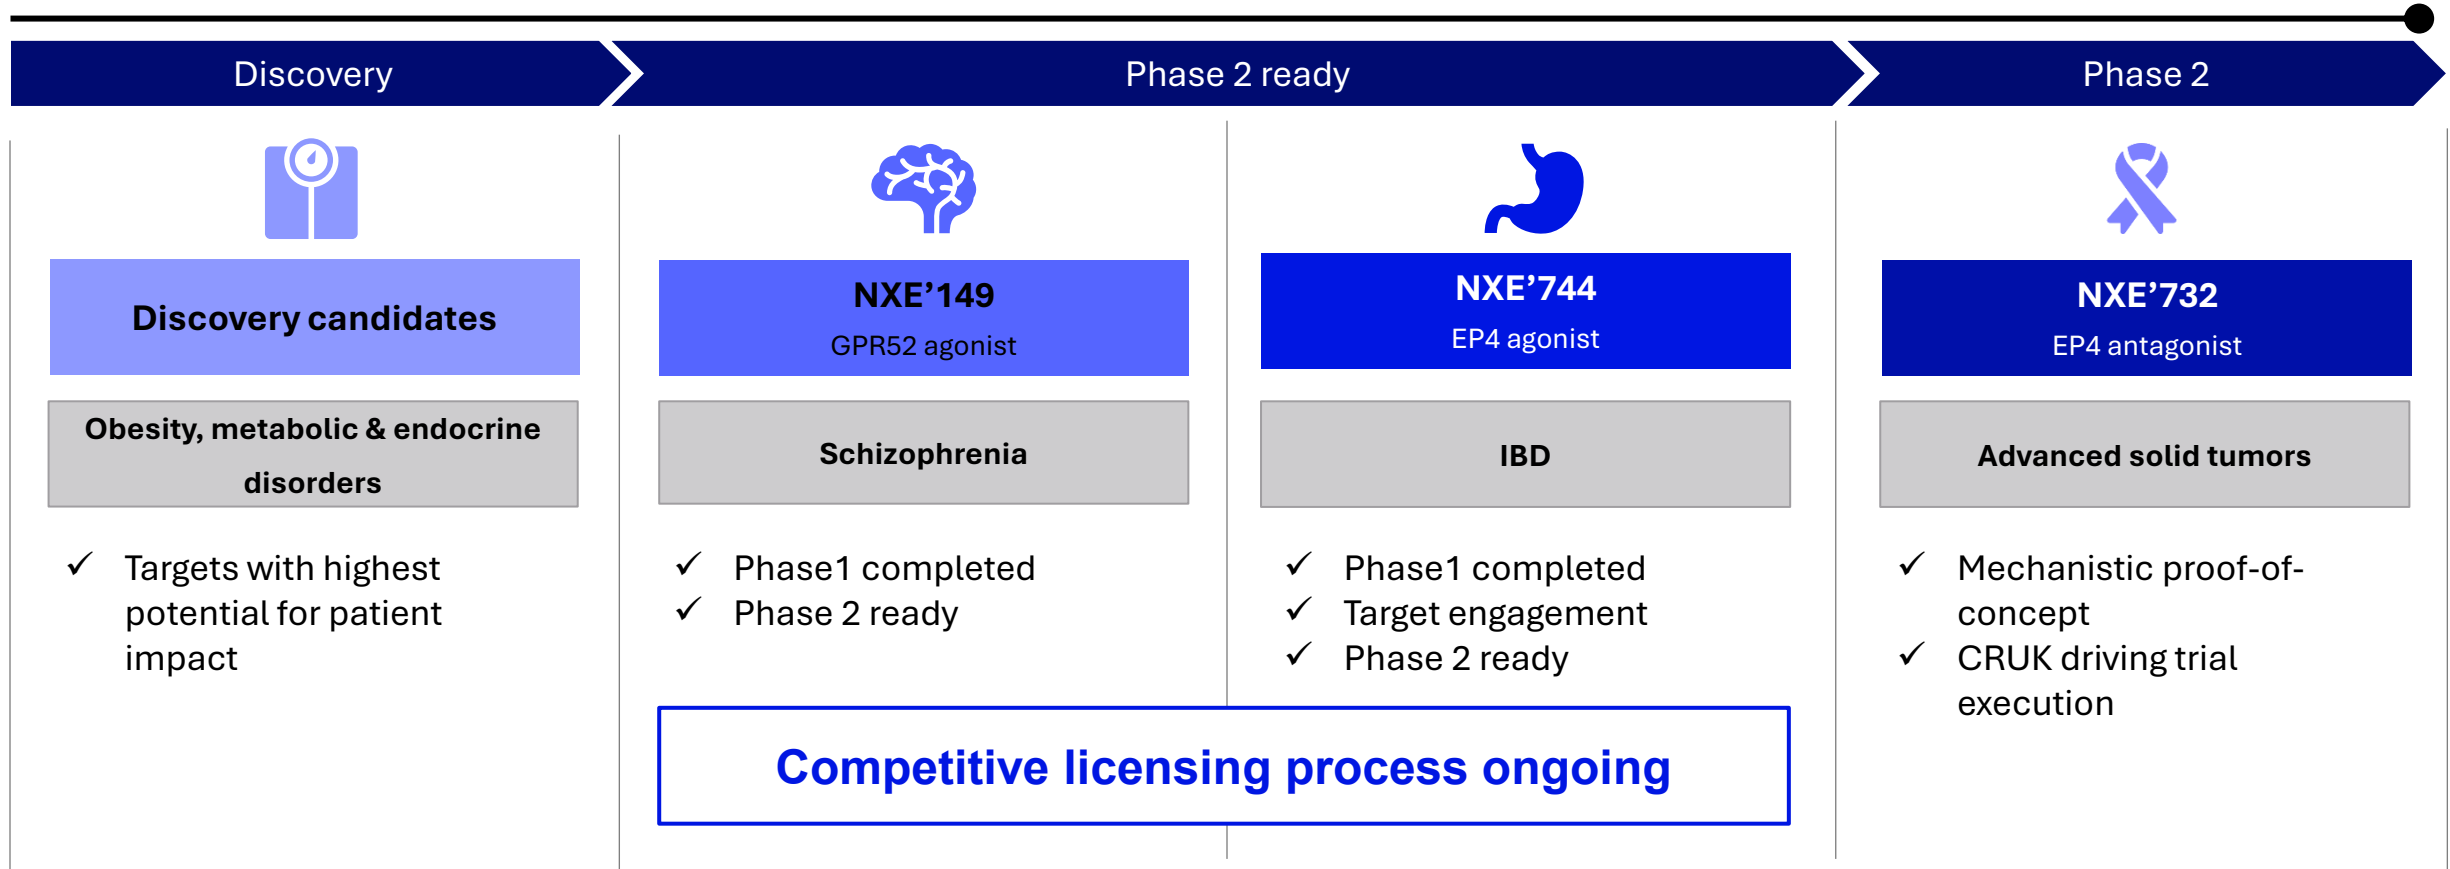 Discovery
Phase 2 ready
Phase 2
Discovery candidates
Obesity, metabolic & endocrine
disorders
✓ Targets with highest
potential for patient
impact
NXE’149
GPR52 agonist
Schizophrenia
✓ Phase1 completed
✓ Phase 2 ready
NXE’744
EP4 agonist
IBD
✓ Phase1 completed
✓ Target engagement
✓ Phase 2 ready
Competitive licensing process ongoing
NXE’732
EP4 antagonist
Advanced solid tumors
✓ Mechanistic proof-of-
concept
✓ CRUK driving trial
execution